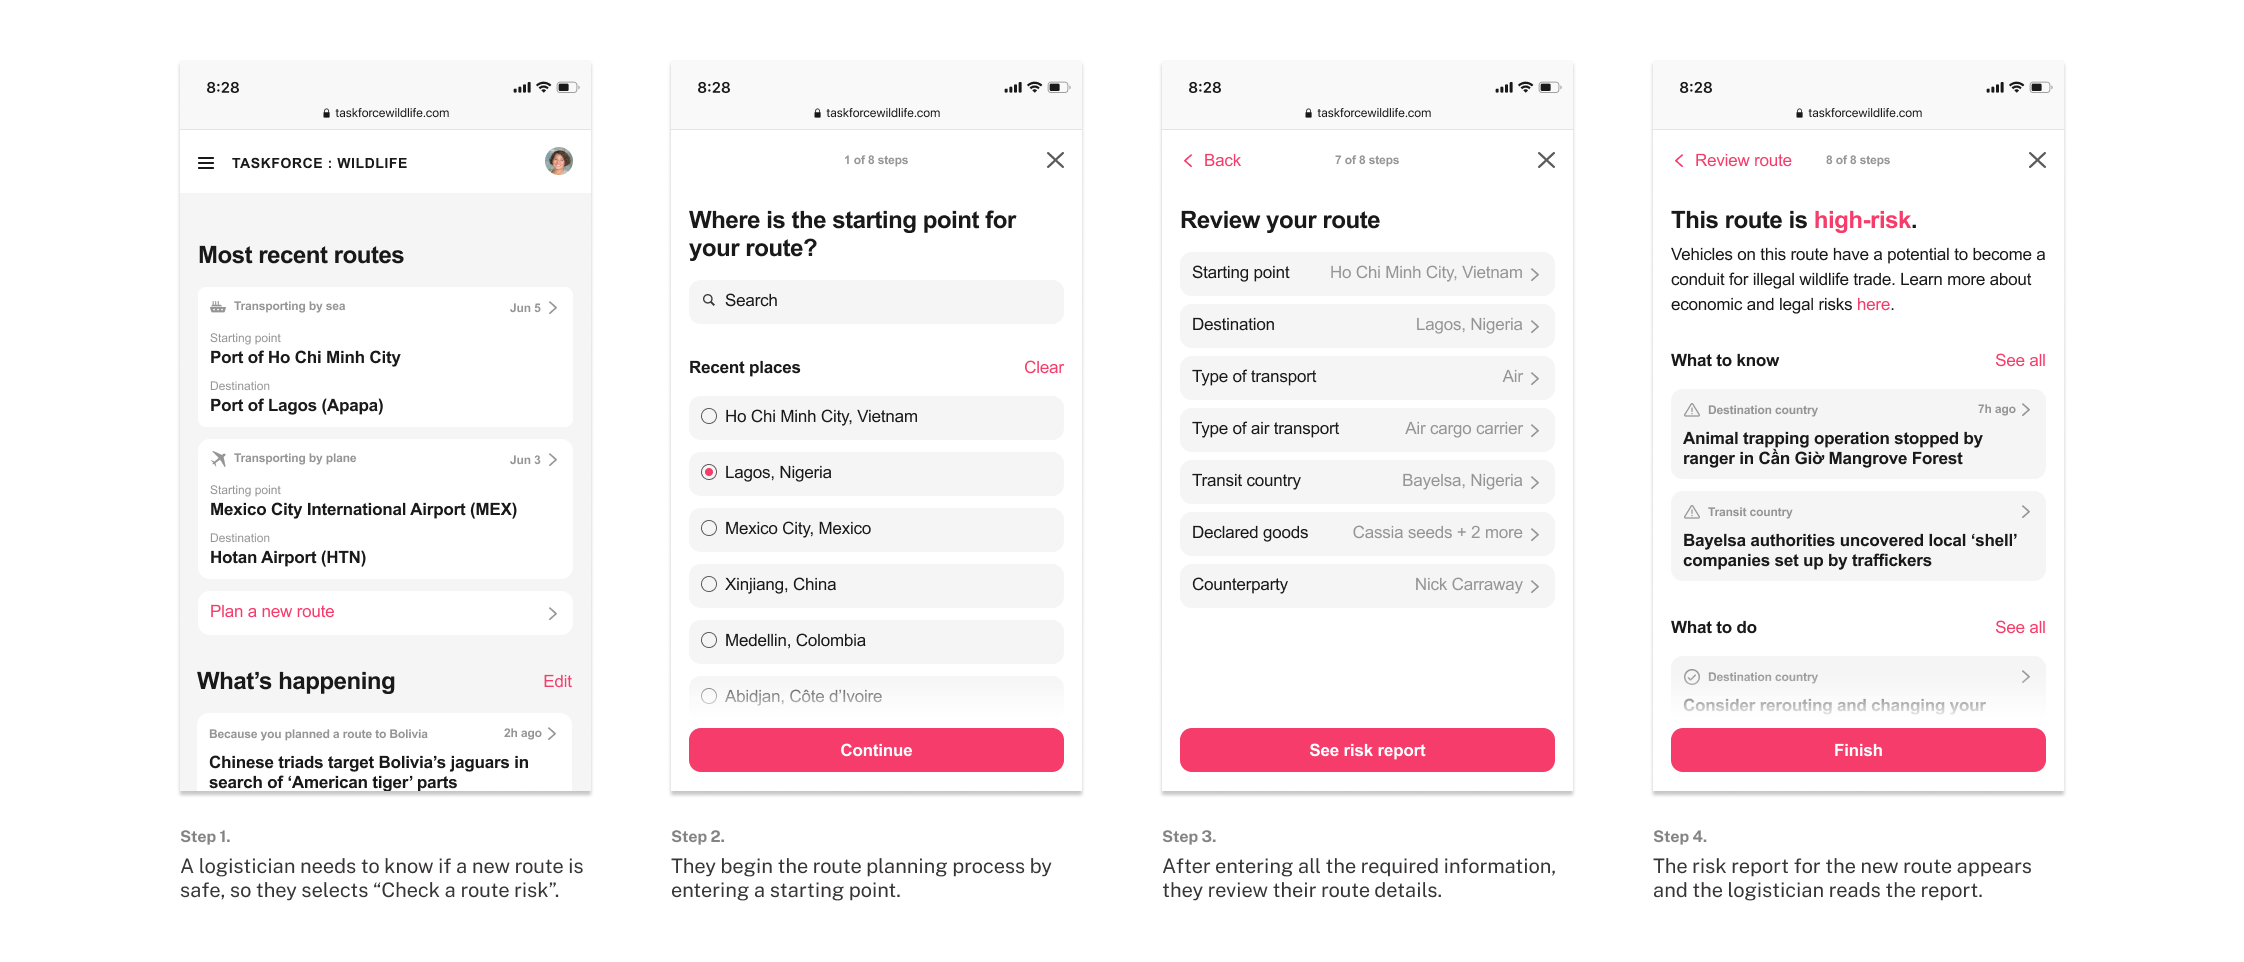 8:28
taskforcewildlife.com
TASKFORCE : WILDLIFE
Most recent routes
Transporting by sea
Jun 5
Starting point
Port of Ho Chi Minh City
Destination
Port of Lagos (Apapa)
Transporting by plane
Jun 3
Starting point
Mexico City International Airport (MEX)
Destination
Hotan Airport (HTN)
Plan a new route
What’s happening
Edit
Because you planned a route to Bolivia
2h ago
Chinese triads target Bolivia’s jaguars in
search of ‘American tiger’ parts
Step 1.
A logistician needs to know if a new route is
safe, so they selects “Check a route risk”.
8:28
taskforcewildlife.com
1 of 8 steps
Where is the starting point for
your route?
Search
Recent places
Clear
Ho Chi Minh City, Vietnam
Lagos, Nigeria
Mexico City, Mexico
Xinjiang, China
Medellin, Colombia
Abidjan, Côte d’Ivoire
Continue
Step 2.
They begin the route planning process by
entering a starting point.
8:28
taskforcewildlife.com
Back
7 of 8 steps
Review your route
Starting point Ho Chi Minh City, Vietnam
Destination Lagos, Nigeria
Type of transport Air
Type of air transport Air cargo carrier
Transit country Bayelsa, Nigeria
Declared goods Cassia seeds + 2 more
Counterparty Nick Carraway
See risk report
Step 3.
After entering all the required information,
they review their route details.
8:28
taskforcewildlife.com
Review route
8 of 8 steps
This route is high-risk.
Vehicles on this route have a potential to become a
conduit for illegal wildlife trade. Learn more about
economic and legal risks here.
What to know
See all
Destination country
7h ago
Animal trapping operation stopped by
ranger in Cần Giờ Mangrove Forest
Transit country
Bayelsa authorities uncovered local ‘shell’
companies set up by traffickers
What to do
See all
Destination country
Consider rerouting and changing your
Finish
Step 4.
The risk report for the new route appears
and the logistician reads the report.